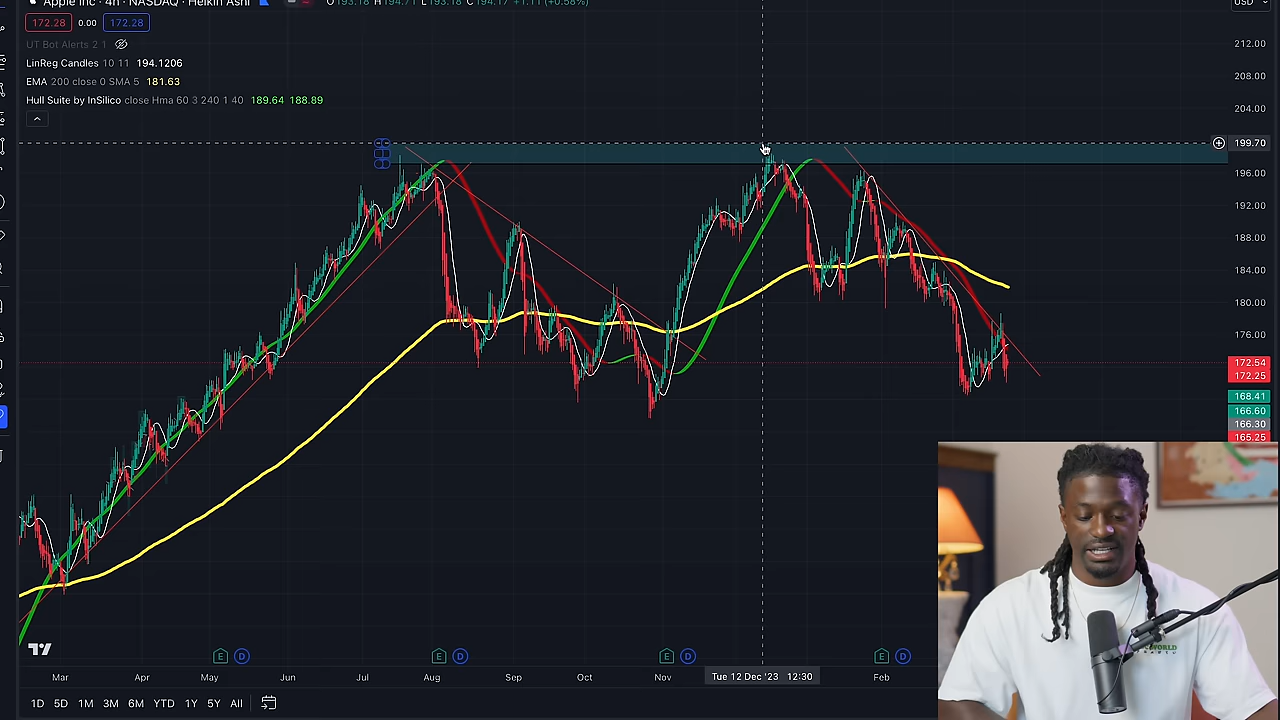 Apple Inc · 4h · NASDAQ · Heikin Ashi O193.18 H194.71 L193.18 C194.17 +1.11 (+0.58%)
USD
172.28 0.00 172.28
UT Bot Alerts 2 1
LinReg Candles 10 11 194.1206
EMA 200 close 0 SMA 5 181.63
Hull Suite by InSilico close Hma 60 3 240 1 40 189.64 188.89
212.00
208.00
204.00
199.70
196.00
192.00
188.00
184.00
180.00
176.00
172.54
172.25
168.41
166.60
166.30
165.25
E D E D E D E D
Mar Apr May Jun Jul Aug Sep Oct Nov Tue 12 Dec '23 12:30 Feb
1D 5D 1M 3M 6M YTD 1Y 5Y All